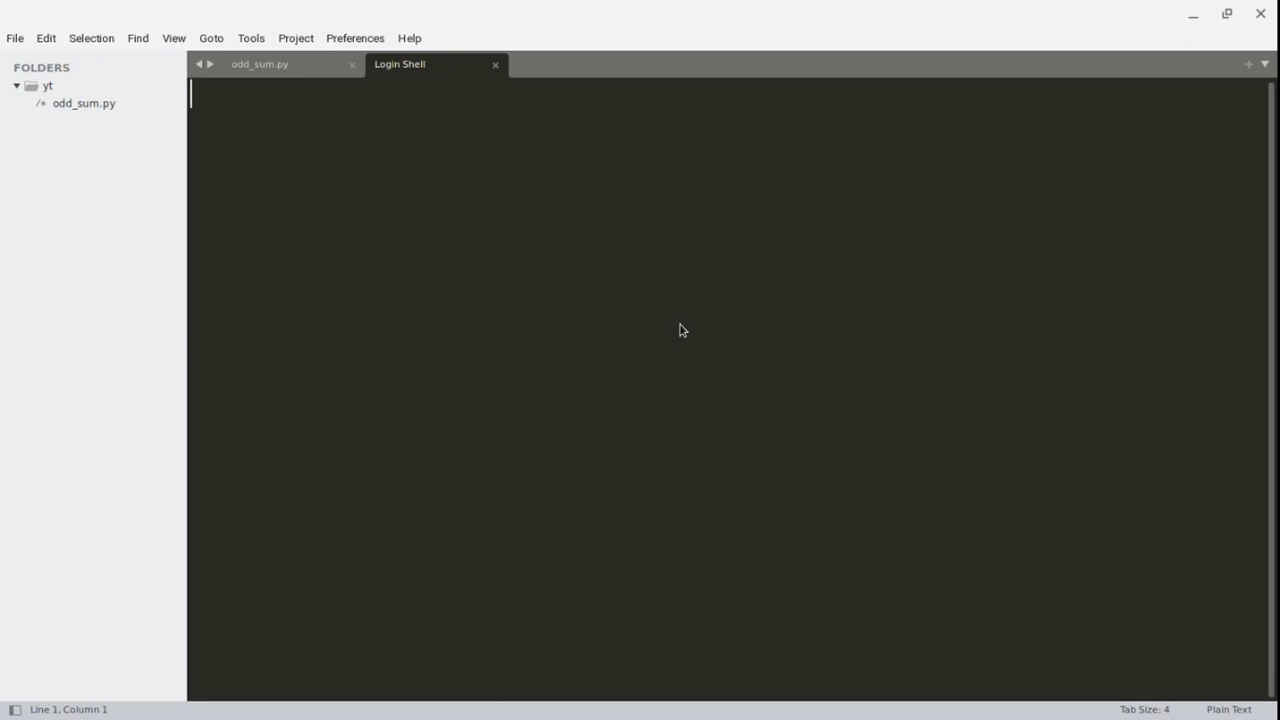 File Edit Selection Find View Goto Tools Project Preferences Help
FOLDERS
yt
/* odd_sum.py
odd_sum.py
Login Shell
Line 1, Column 1
Tab Size: 4
Plain Text